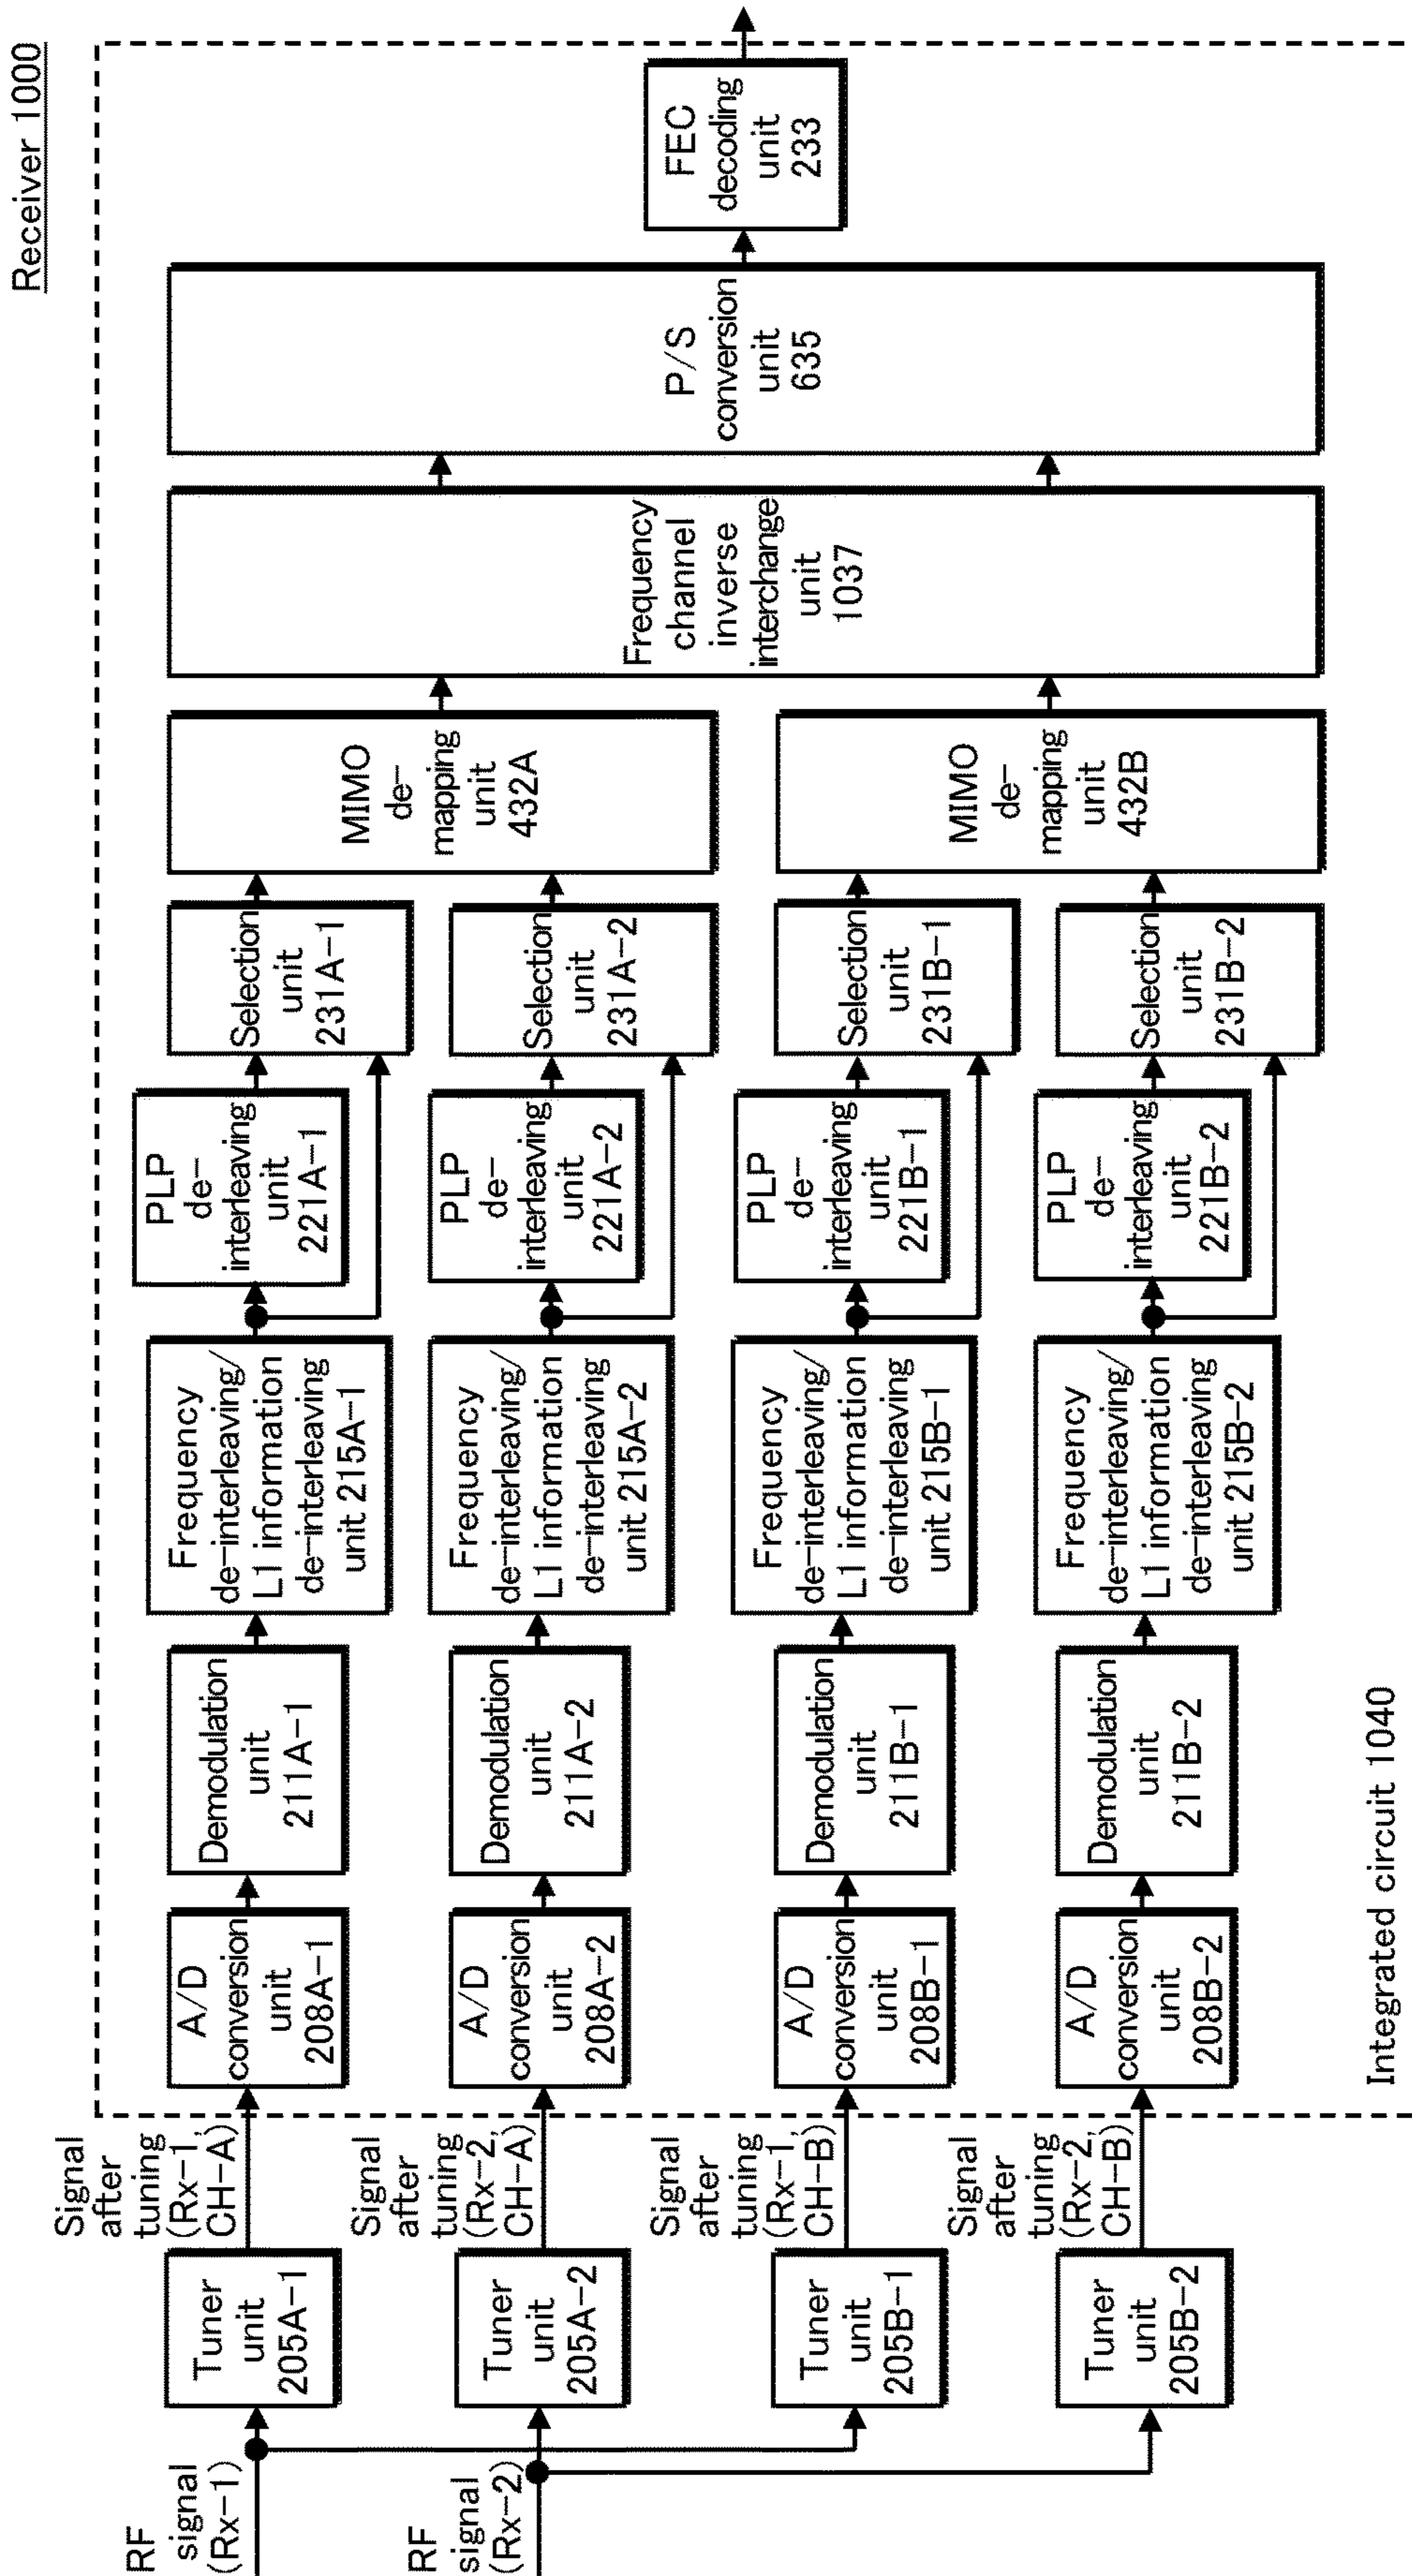 Receiver 1000
RF
signal
(Rx-1)
RF
signal
(Rx-2)
Tuner
unit
205A-1
Tuner
unit
205A-2
Tuner
unit
205B-1
Tuner
unit
205B-2
Signal
after
tuning
(Rx-1,
CH-A)
Signal
after
tuning
(Rx-2,
CH-A)
Signal
after
tuning
(Rx-1,
CH-B)
Signal
after
tuning
(Rx-2,
CH-B)
A/D
conversion
unit
208A-1
A/D
conversion
unit
208A-2
A/D
conversion
unit
208B-1
A/D
conversion
unit
208B-2
Demodulation
unit
211A-1
Demodulation
unit
211A-2
Demodulation
unit
211B-1
Demodulation
unit
211B-2
Frequency
de-interleaving/
L1 information
de-interleaving
unit 215A-1
Frequency
de-interleaving/
L1 information
de-interleaving
unit 215A-2
Frequency
de-interleaving/
L1 information
de-interleaving
unit 215B-1
Frequency
de-interleaving/
L1 information
de-interleaving
unit 215B-2
PLP
de-
interleaving
unit
221A-1
PLP
de-
interleaving
unit
221A-2
PLP
de-
interleaving
unit
221B-1
PLP
de-
interleaving
unit
221B-2
Selection
unit
231A-1
Selection
unit
231A-2
Selection
unit
231B-1
Selection
unit
231B-2
MIMO
de-
mapping
unit
432A
MIMO
de-
mapping
unit
432B
Frequency
channel
inverse
interchange
unit
1037
P/S
conversion
unit
635
FEC
decoding
unit
233
Integrated circuit 1040